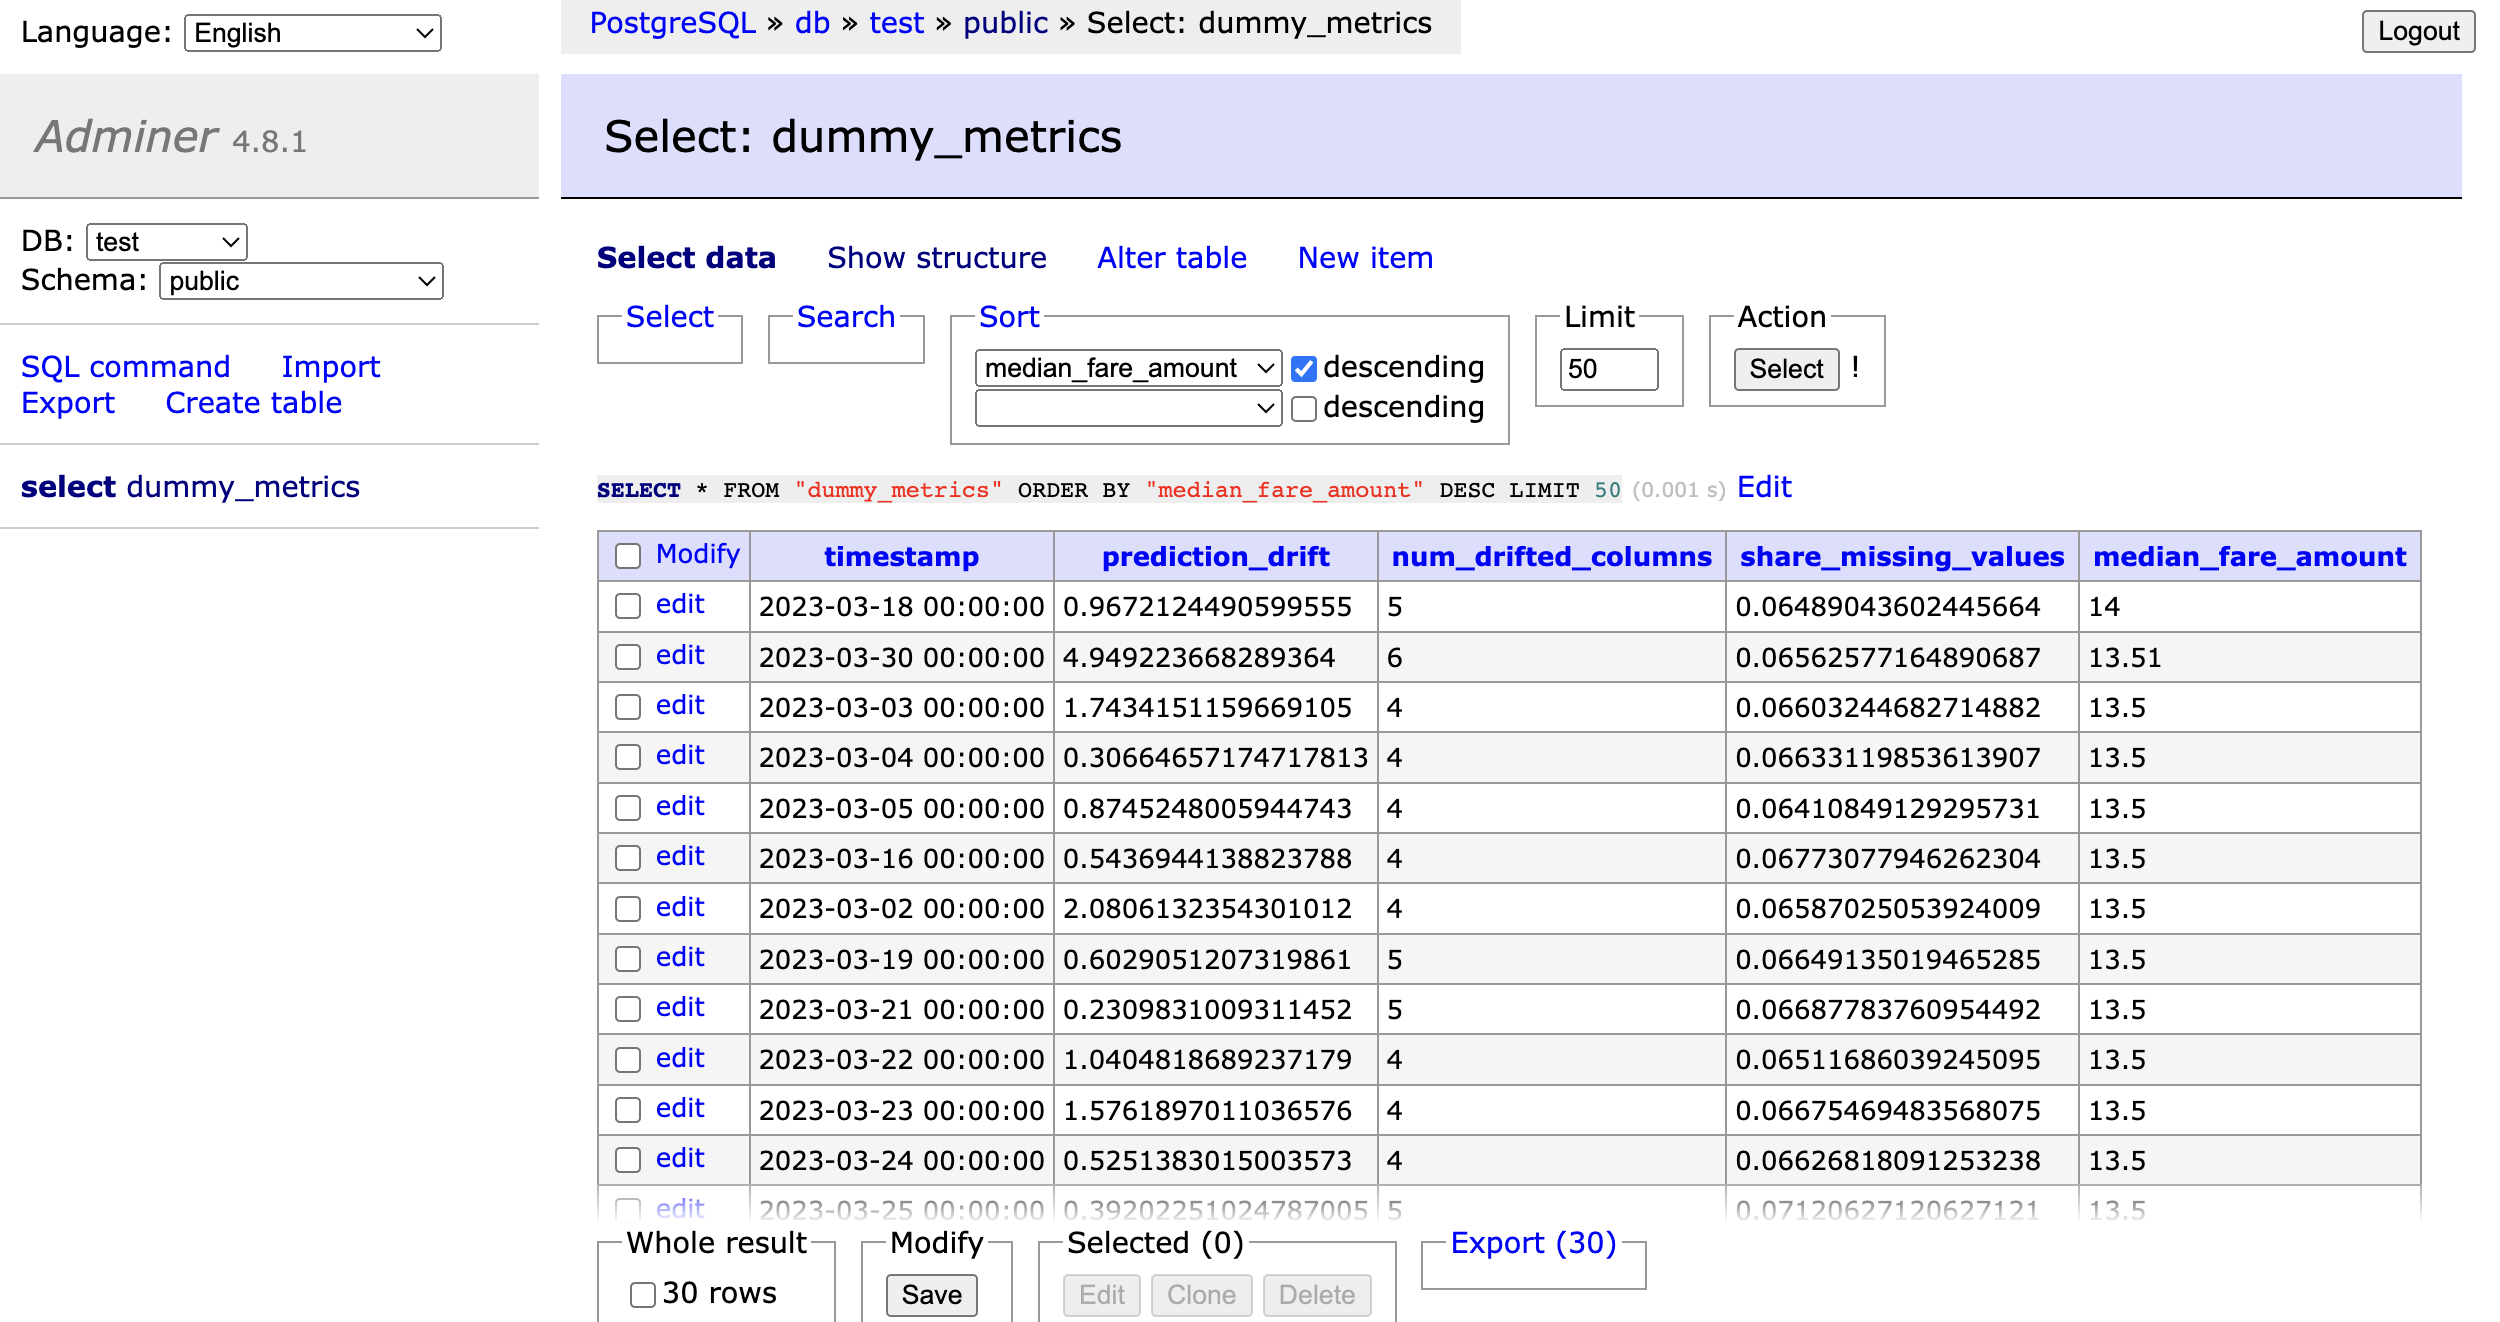 Language: English
PostgreSQL » db » test » public » Select: dummy_metrics
Logout
Adminer 4.8.1
Select: dummy_metrics
DB: test
Schema: public
SQL command Import
Export Create table
select dummy_metrics
Select data Show structure Alter table New item
Select Search Sort Limit Action
median_fare_amount descending 50 Select !
descending
SELECT * FROM "dummy_metrics" ORDER BY "median_fare_amount" DESC LIMIT 50 (0.001 s) Edit
Modify timestamp prediction_drift num_drifted_columns share_missing_values median_fare_amount
edit 2023-03-18 00:00:00 0.9672124490599555 5 0.06489043602445664 14
edit 2023-03-30 00:00:00 4.949223668289364 6 0.06562577164890687 13.51
edit 2023-03-03 00:00:00 1.7434151159669105 4 0.06603244682714882 13.5
edit 2023-03-04 00:00:00 0.30664657174717813 4 0.06633119853613907 13.5
edit 2023-03-05 00:00:00 0.8745248005944743 4 0.06410849129295731 13.5
edit 2023-03-16 00:00:00 0.5436944138823788 4 0.06773077946262304 13.5
edit 2023-03-02 00:00:00 2.0806132354301012 4 0.06587025053924009 13.5
edit 2023-03-19 00:00:00 0.6029051207319861 5 0.06649135019465285 13.5
edit 2023-03-21 00:00:00 0.2309831009311452 5 0.06687783760954492 13.5
edit 2023-03-22 00:00:00 1.0404818689237179 4 0.06511686039245095 13.5
edit 2023-03-23 00:00:00 1.5761897011036576 4 0.06675469483568075 13.5
edit 2023-03-24 00:00:00 0.5251383015003573 4 0.06626818091253238 13.5
edit 2023-03-25 00:00:00 0.39202251024787005 5 0.07120627120627121 13.5
Whole result Modify Selected (0) Export (30)
30 rows Save Edit Clone Delete